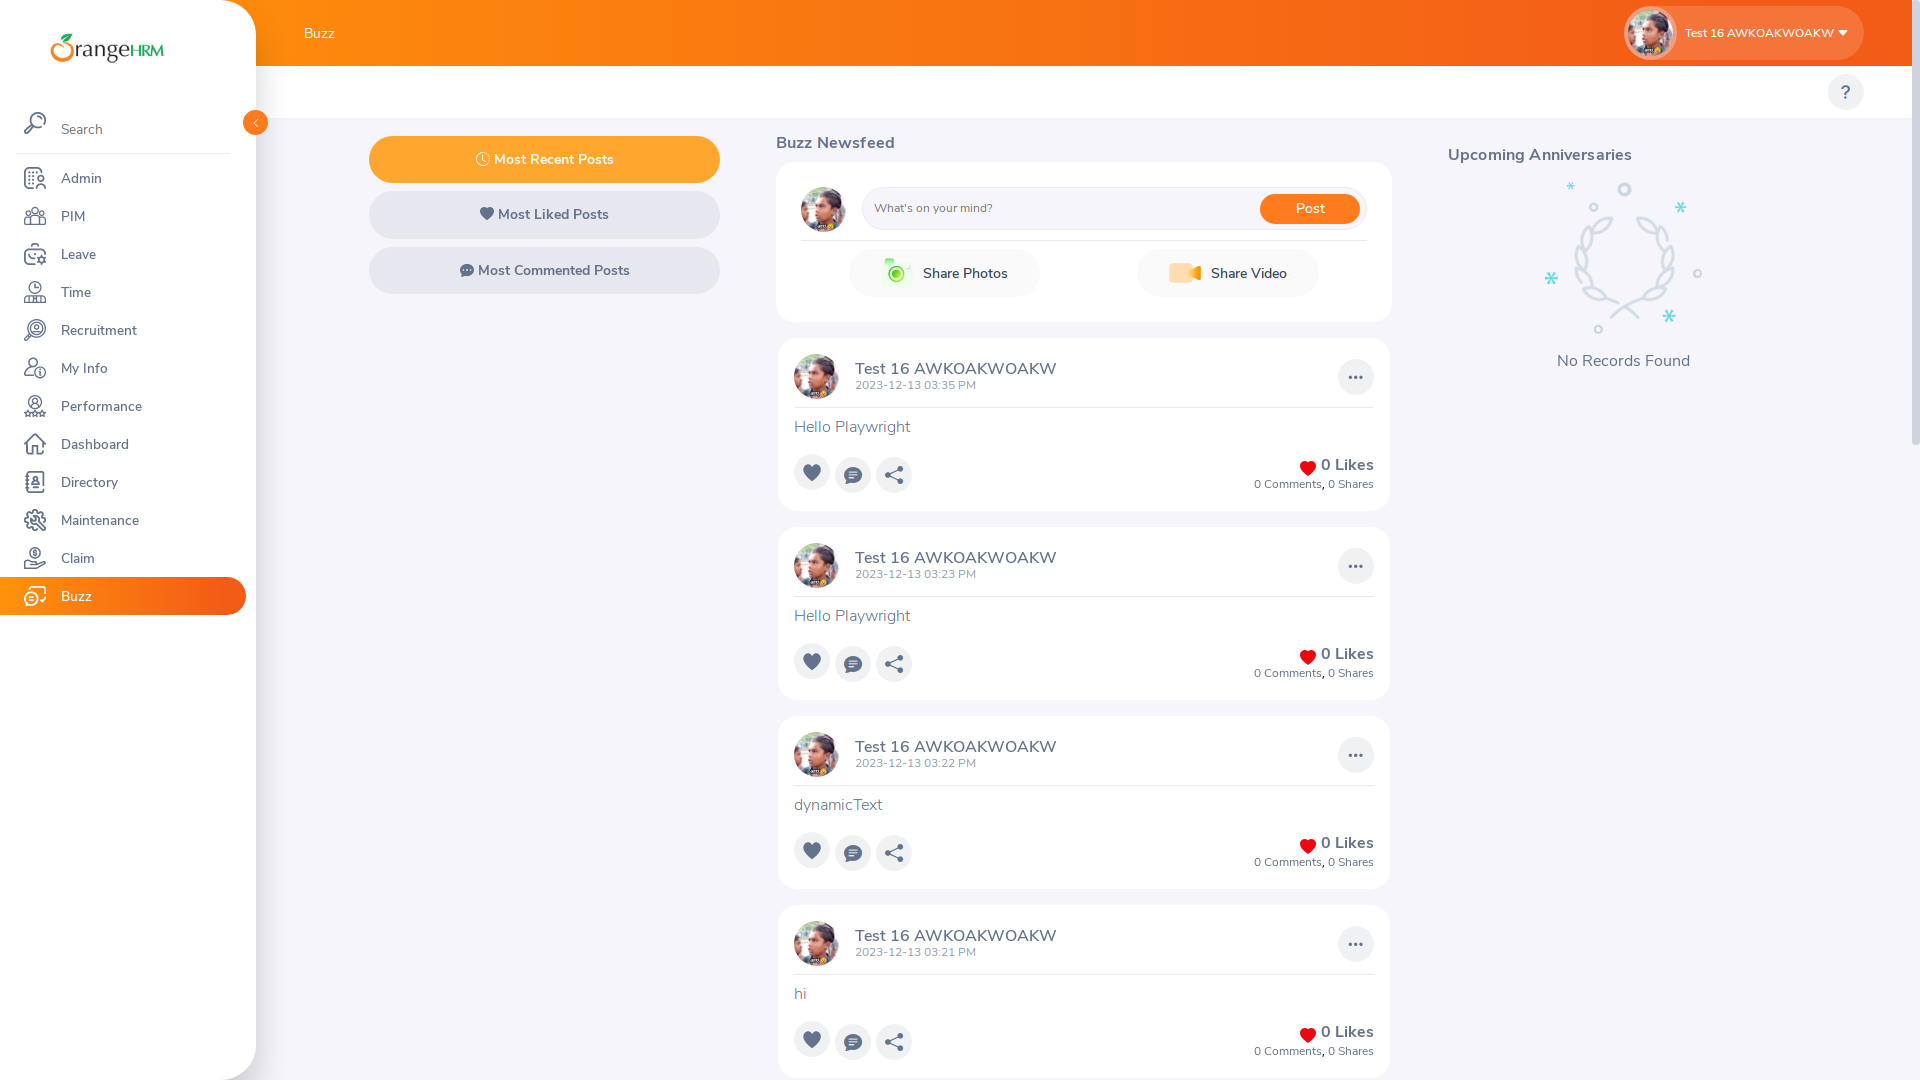 OrangeHRM
Search
Admin
PIM
Leave
Time
Recruitment
My Info
Performance
Dashboard
Directory
Maintenance
Claim
Buzz
Buzz
Test 16 AWKOAKWOAKW
?
Most Recent Posts
Most Liked Posts
Most Commented Posts
Buzz Newsfeed
What's on your mind?
Post
Share Photos
Share Video
Test 16 AWKOAKWOAKW
2023-12-13 03:35 PM
Hello Playwright
0 Likes
0 Comments, 0 Shares
Test 16 AWKOAKWOAKW
2023-12-13 03:23 PM
Hello Playwright
0 Likes
0 Comments, 0 Shares
Test 16 AWKOAKWOAKW
2023-12-13 03:22 PM
dynamicText
0 Likes
0 Comments, 0 Shares
Test 16 AWKOAKWOAKW
2023-12-13 03:21 PM
hi
0 Likes
0 Comments, 0 Shares
Upcoming Anniversaries
No Records Found